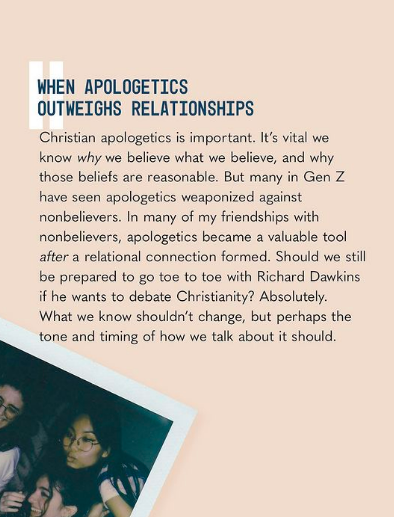 WHEN APOLOGETICS
OUTWEIGHS RELATIONSHIPS
Christian apologetics is important. It's vital we
know why we believe what we believe, and why
those beliefs are reasonable. But many in Gen Z
have seen apologetics weaponized against
nonbelievers. In many of my friendships with
nonbelievers, apologetics became a valuable tool
after a relational connection formed. Should we still
be prepared to go toe to toe with Richard Dawkins
if he wants to debate Christianity? Absolutely.
What we know shouldn't change, but perhaps the
tone and timing of how we talk about it should.